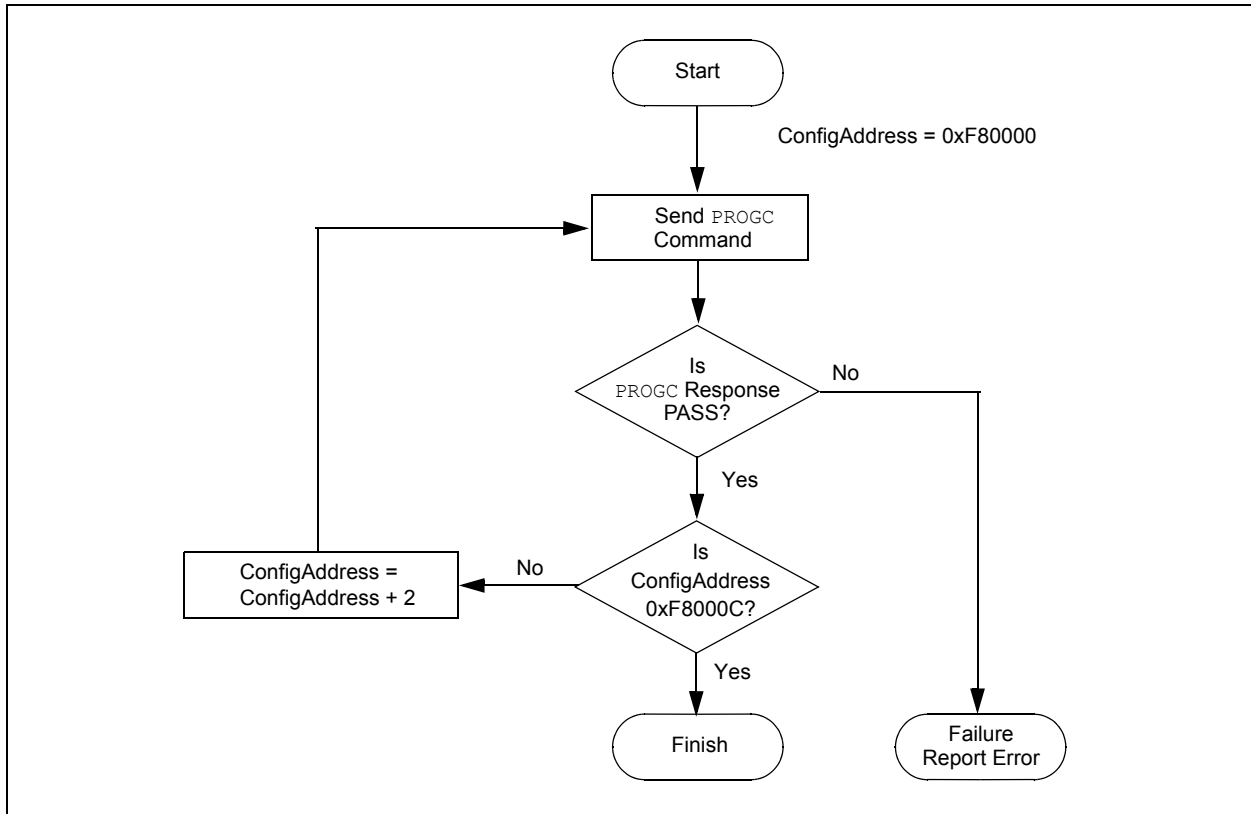 Start
ConfigAddress = 0xF80000
Send PROGC
Command
Is
PROGC Response
PASS?
No
Yes
Is
ConfigAddress
0xF8000C?
No
ConfigAddress =
ConfigAddress + 2
Yes
Finish
Failure
Report Error